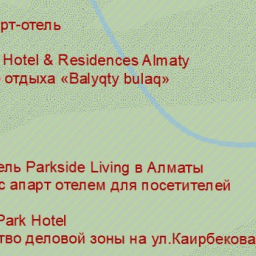 рт-отель
Hotel & Residences Almaty
отдыха «Balyqty bulaq»
ель Parkside Living в Алматы
с апарт отелем для посетителей
Park Hotel
тво деловой зоны на ул.Каирбекова